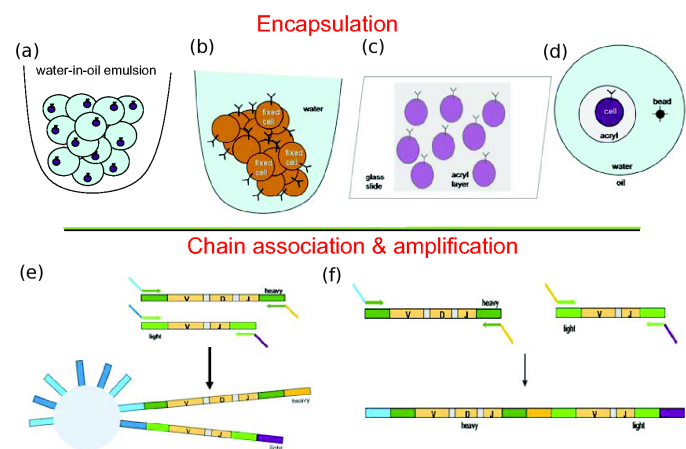 Encapsulation
(a)
water-in-oil emulsion
(b)
fixed
cell
water
fixed
cell
fixed
cell
(c)
glass
slide
acryl
layer
(d)
cell
acryl
bead
water
oil
Chain association & amplification
(e)
heavy
V D J
V J
light
V D J
heavy
V J
light
(f)
heavy
V D J
V J
light
V D J V J
heavy light